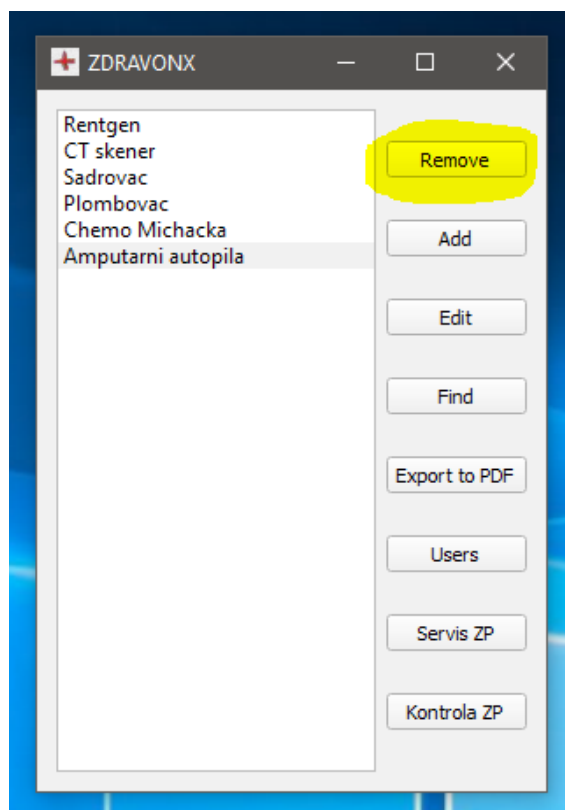 ZDRAVONX
Rentgen
CT skener
Sadrovac
Plombovac
Chemo Michacka
Amputarni autopila
Remove
Add
Edit
Find
Export to PDF
Users
Servis ZP
Kontrola ZP